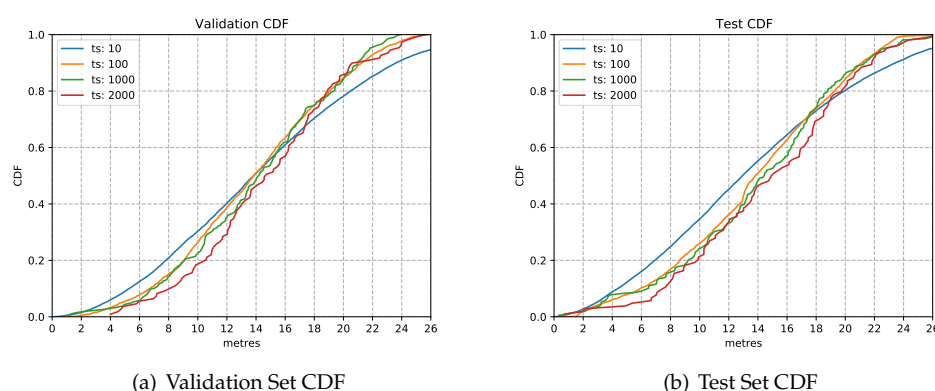 Validation CDF
1.0
0.8
0.6
0.4
0.2
0.0
CDF
ts: 10
ts: 100
ts: 1000
ts: 2000
0 2 4 6 8 10 12 14 16 18 20 22 24 26
metres
(a) Validation Set CDF
Test CDF
1.0
0.8
0.6
0.4
0.2
0.0
CDF
ts: 10
ts: 100
ts: 1000
ts: 2000
0 2 4 6 8 10 12 14 16 18 20 22 24 26
metres
(b) Test Set CDF